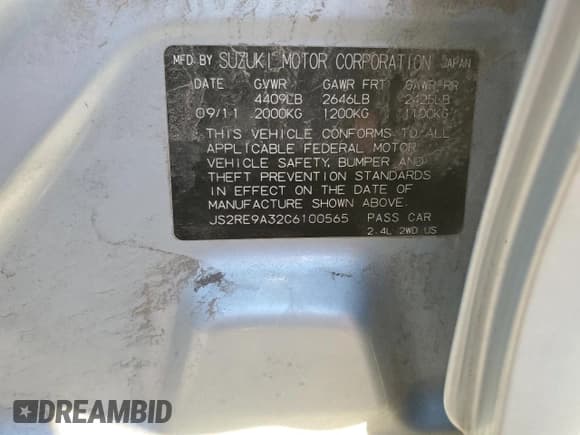 MFD BY SUZUKI MOTOR CORPORATION JAPAN
DATE GVWR GAWR FRT GAWR RR
4409LB 2646LB 2425LB
09/11 2000KG 1200KG 1100KG
THIS VEHICLE CONFORMS TO ALL
APPLICABLE FEDERAL MOTOR
VEHICLE SAFETY, BUMPER AND
THEFT PREVENTION STANDARDS
IN EFFECT ON THE DATE OF
MANUFACTURE SHOWN ABOVE.
JS2RE9A32C6100565 PASS CAR
2.4L 2WD US
DREAMBID